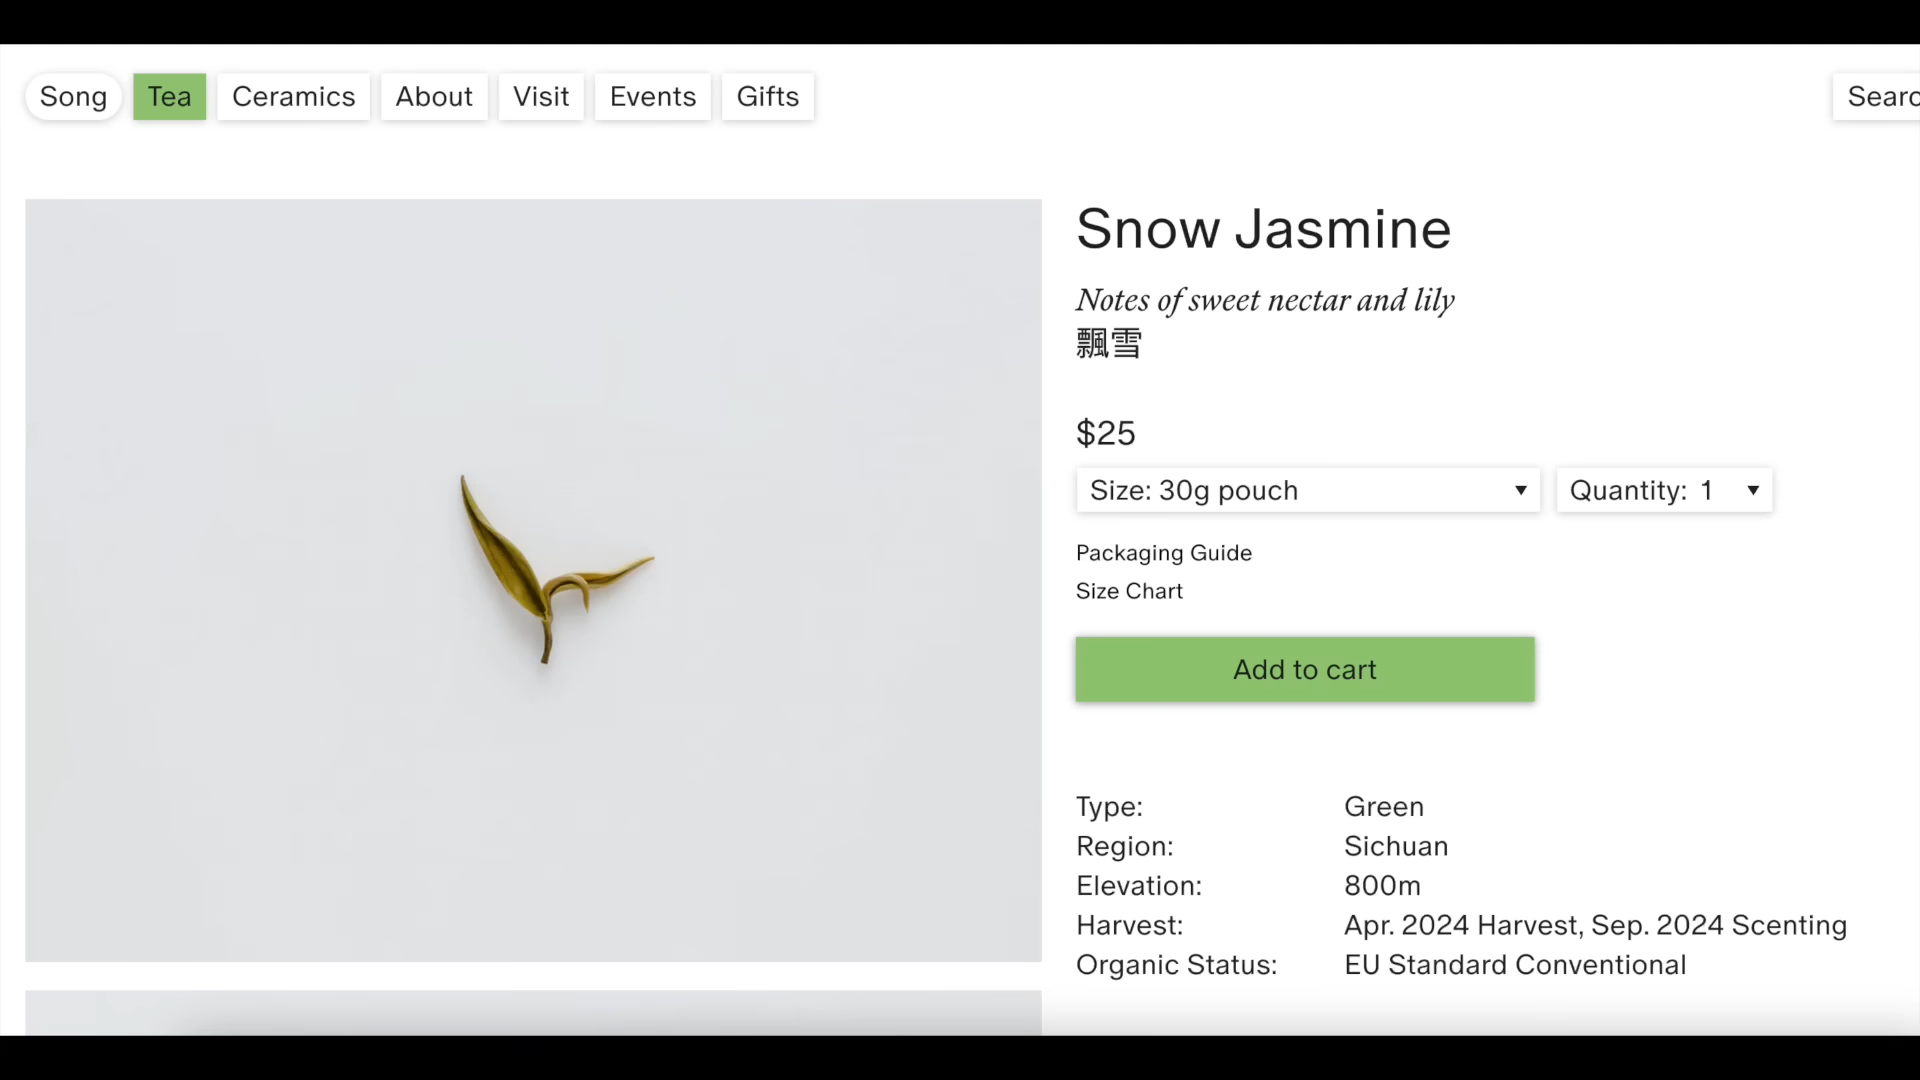 Song Tea Ceramics About Visit Events Gifts
Snow Jasmine
Notes of sweet nectar and lily
飄雪
$25
Size: 30g pouch Quantity: 1
Packaging Guide
Size Chart
Add to cart
Type: Green
Region: Sichuan
Elevation: 800m
Harvest: Apr. 2024 Harvest, Sep. 2024 Scenting
Organic Status: EU Standard Conventional